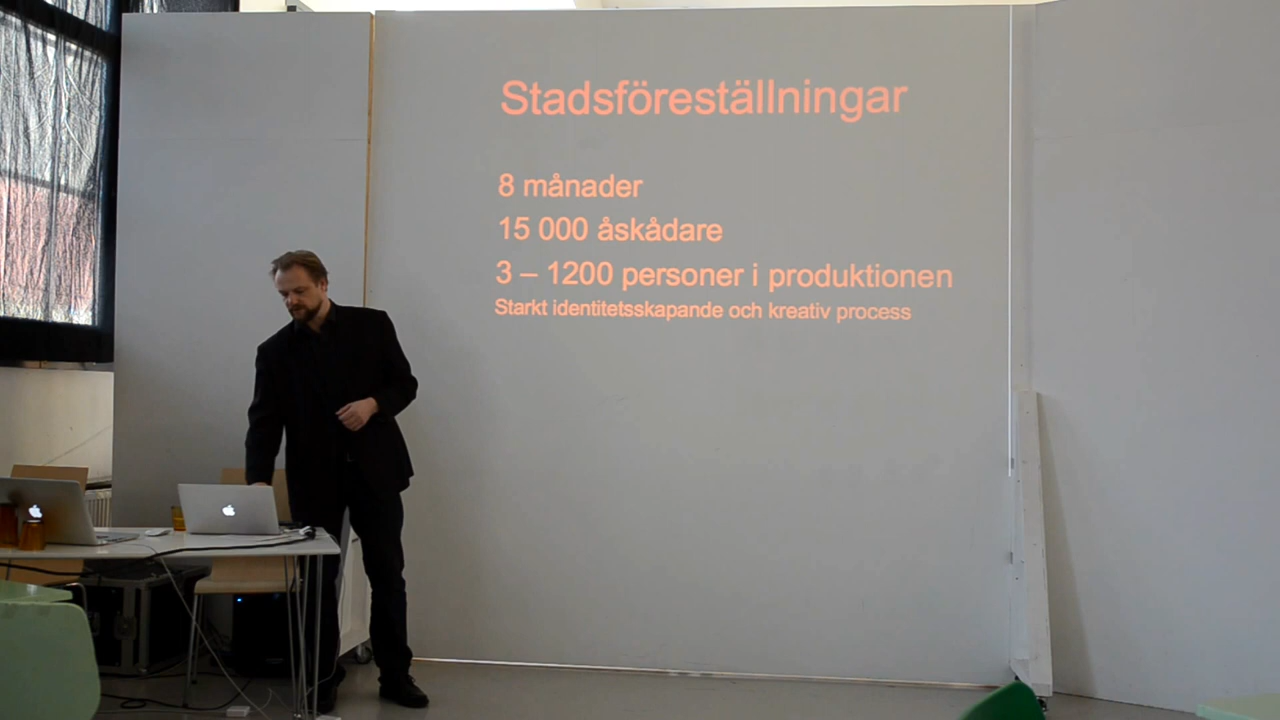 Stadsföreställningar
8 månader
15 000 åskådare
3 – 1200 personer i produktionen
Starkt identitetsskapande och kreativ process